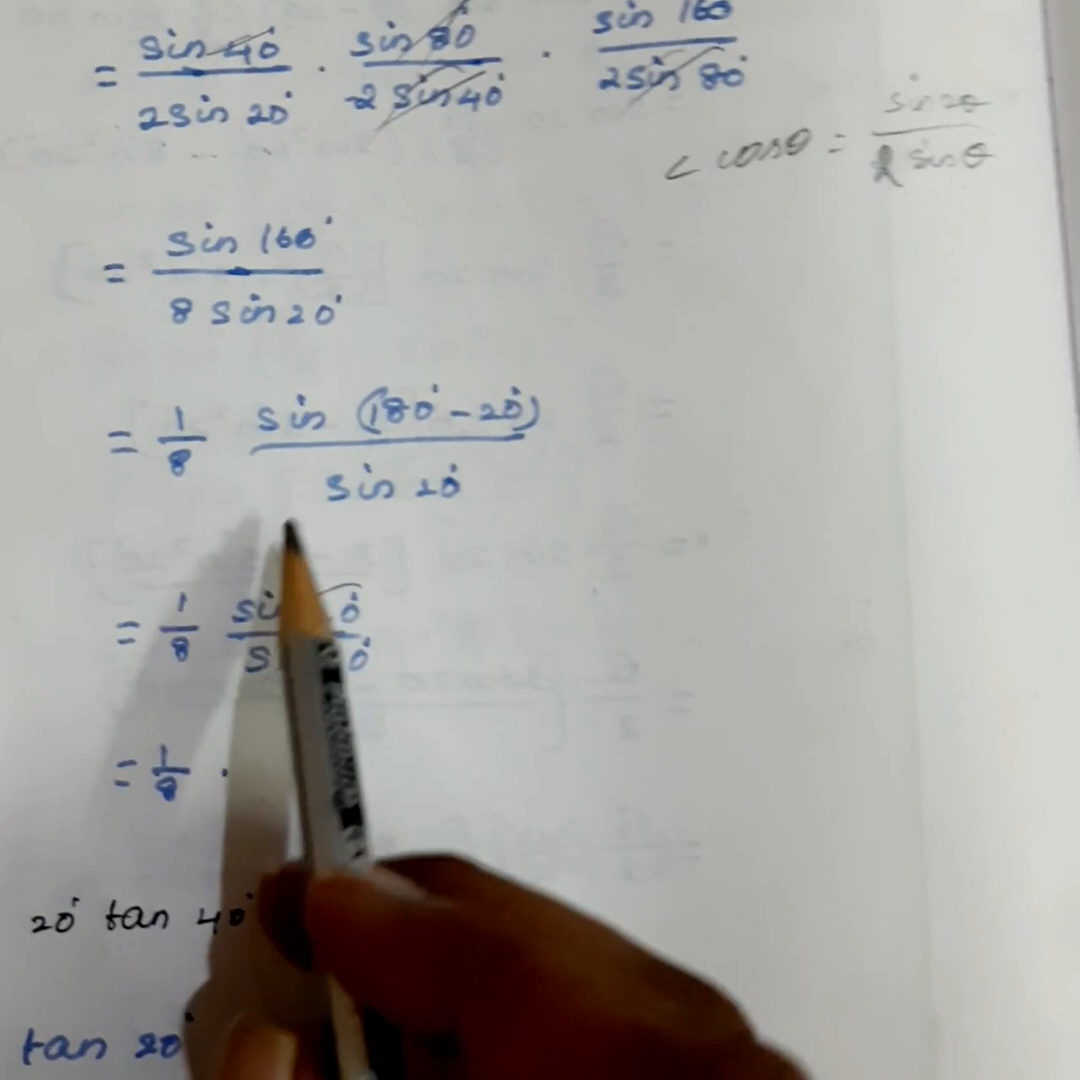 = sin 40° / 2 sin 20° · sin 80° / 2 sin 40° · sin 160° / 2 sin 80°
cosθ = sin 2θ / 2 sin θ
= sin 160° / 8 sin 20°
= 1/8 sin (180° - 20°) / sin 20°
= 1/8
= 1/8 .
20° tan 40°
tan 20°